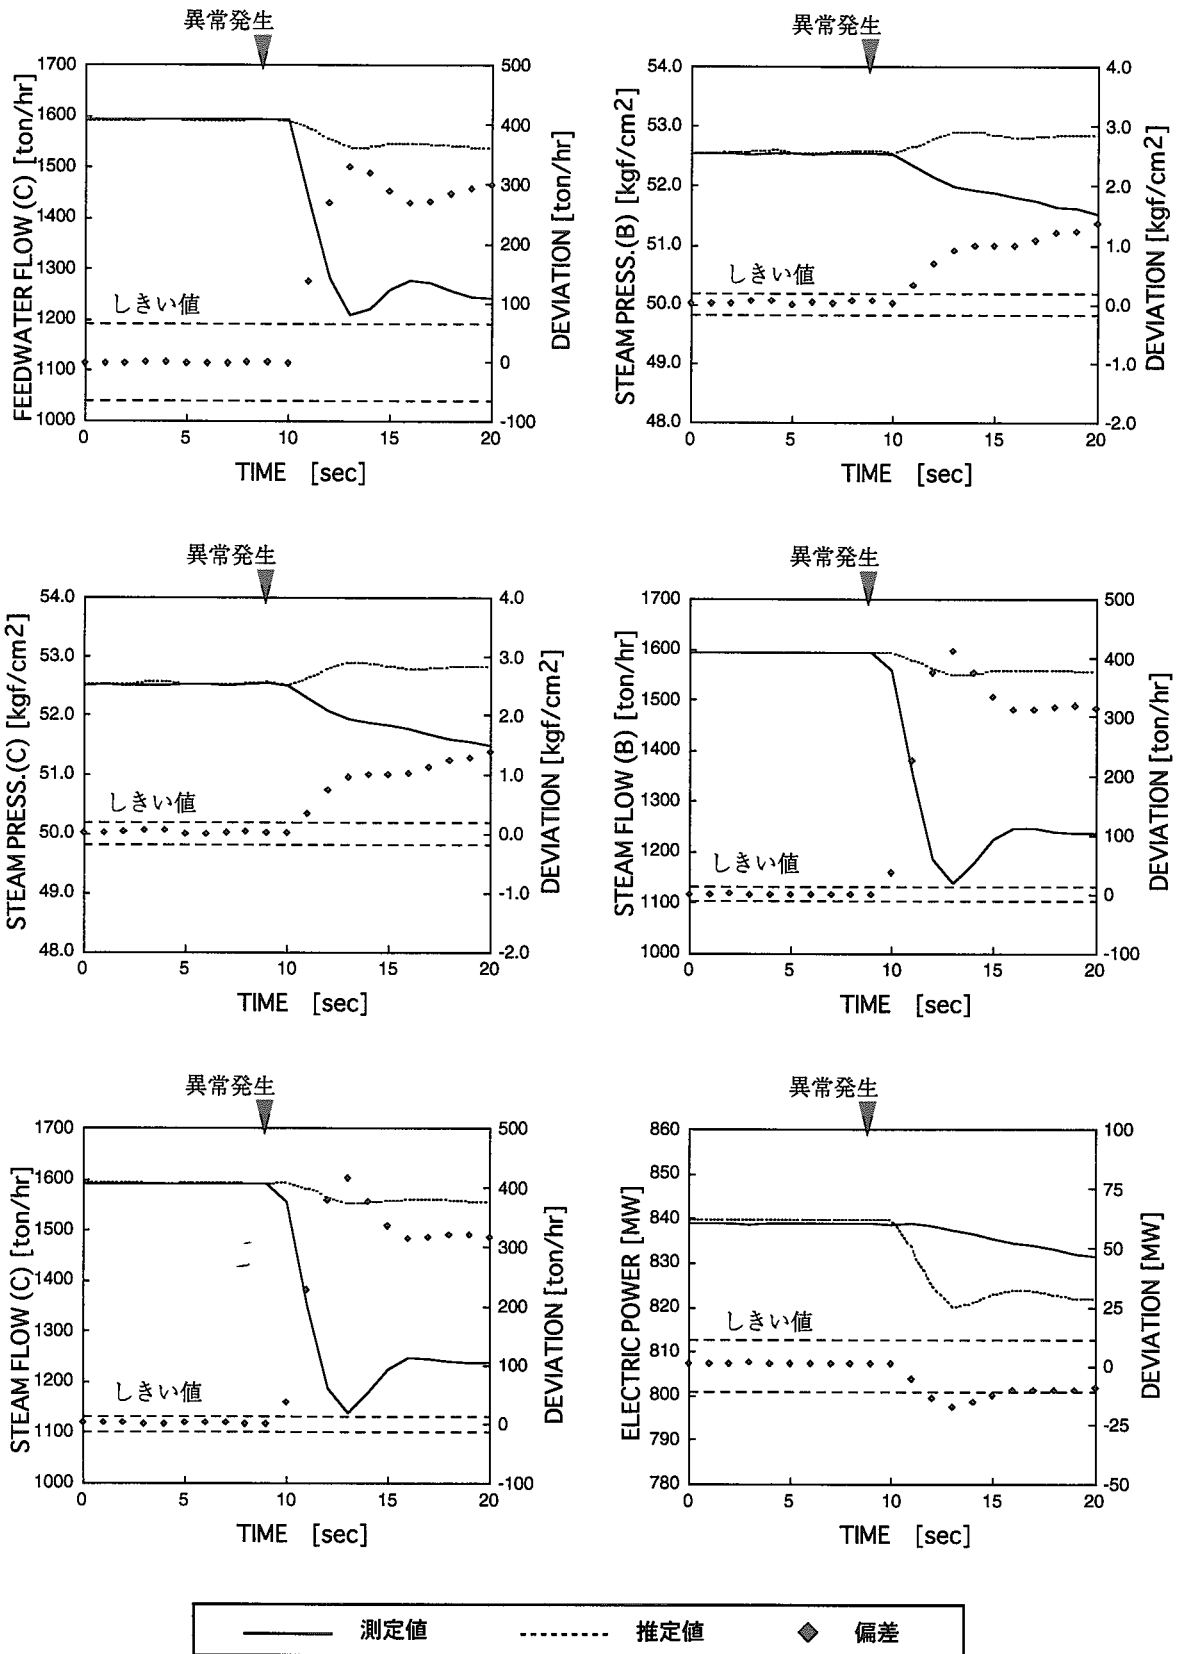 異常発生
FEEDWATER FLOW (C) [ton/hr]
1700
1600
1500
1400
1300
1200
1100
1000
しきい値
500
400
300
200
100
0
-100
DEVIATION [ton/hr]
0 5 10 15 20
TIME [sec]
異常発生
STEAM PRESS.(B) [kgf/cm2]
54.0
53.0
52.0
51.0
50.0
49.0
48.0
しきい値
4.0
3.0
2.0
1.0
0.0
-1.0
-2.0
DEVIATION [kgf/cm2]
0 5 10 15 20
TIME [sec]
異常発生
STEAM PRESS.(C) [kgf/cm2]
54.0
53.0
52.0
51.0
50.0
49.0
48.0
しきい値
4.0
3.0
2.0
1.0
0.0
-1.0
-2.0
DEVIATION [kgf/cm2]
0 5 10 15 20
TIME [sec]
異常発生
STEAM FLOW (B) [ton/hr]
1700
1600
1500
1400
1300
1200
1100
1000
しきい値
500
400
300
200
100
0
-100
DEVIATION [ton/hr]
0 5 10 15 20
TIME [sec]
異常発生
STEAM FLOW (C) [ton/hr]
1700
1600
1500
1400
1300
1200
1100
1000
しきい値
500
400
300
200
100
0
-100
DEVIATION [ton/hr]
0 5 10 15 20
TIME [sec]
異常発生
ELECTRIC POWER [MW]
860
850
840
830
820
810
800
790
780
しきい値
100
75
50
25
0
-25
-50
DEVIATION [MW]
0 5 10 15 20
TIME [sec]
測定値 推定値 偏差